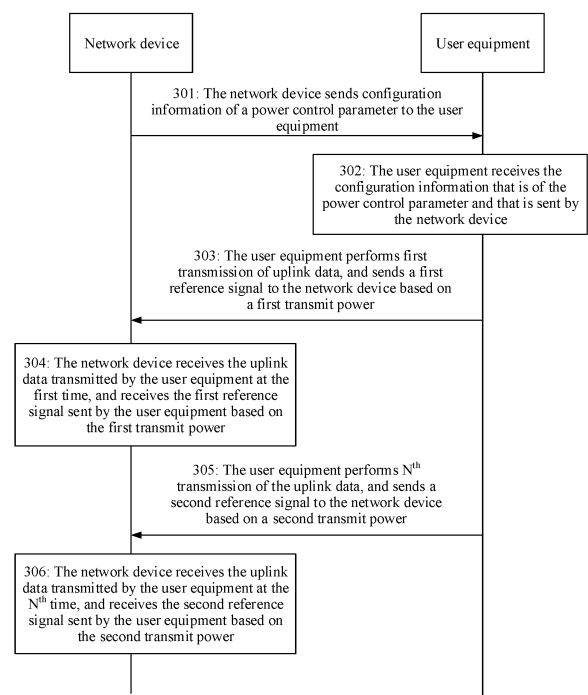 Network device
User equipment
301: The network device sends configuration
information of a power control parameter to the user
equipment
302: The user equipment receives the
configuration information that is of the
power control parameter and that is sent by
the network device
303: The user equipment performs first
transmission of uplink data, and sends a first
reference signal to the network device based on
a first transmit power
304: The network device receives the uplink
data transmitted by the user equipment at the
first time, and receives the first reference
signal sent by the user equipment based on
the first transmit power
305: The user equipment performs Nth
transmission of the uplink data, and sends a
second reference signal to the network device
based on a second transmit power
306: The network device receives the uplink
data transmitted by the user equipment at the
Nth time, and receives the second reference
signal sent by the user equipment based on
the second transmit power